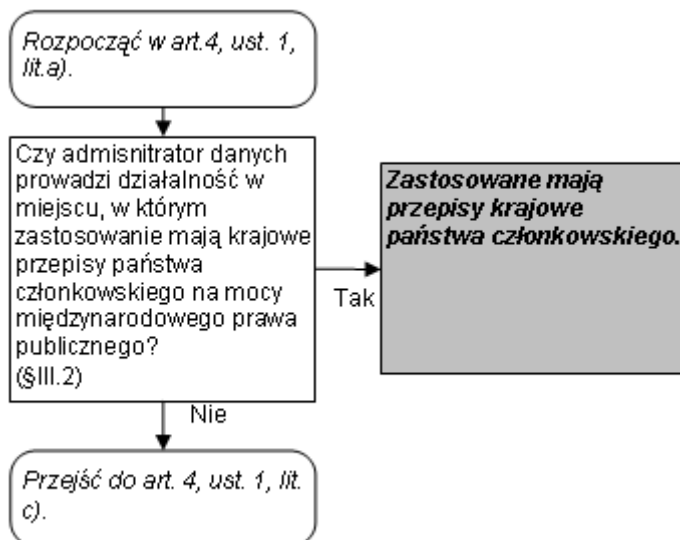 Rozpocząć w art.4, ust. 1,
lit.a).
Czy admisnitrator danych
prowadzi działalność w
miejscu, w którym
zastosowanie mają krajowe
przepisy państwa
członkowskiego na mocy
międzynarodowego prawa
publicznego?
(§III.2)
Zastosowane mają
przepisy krajowe
państwa członkowskiego.
Tak
Nie
Przejść do art. 4, ust. 1, lit.
c).